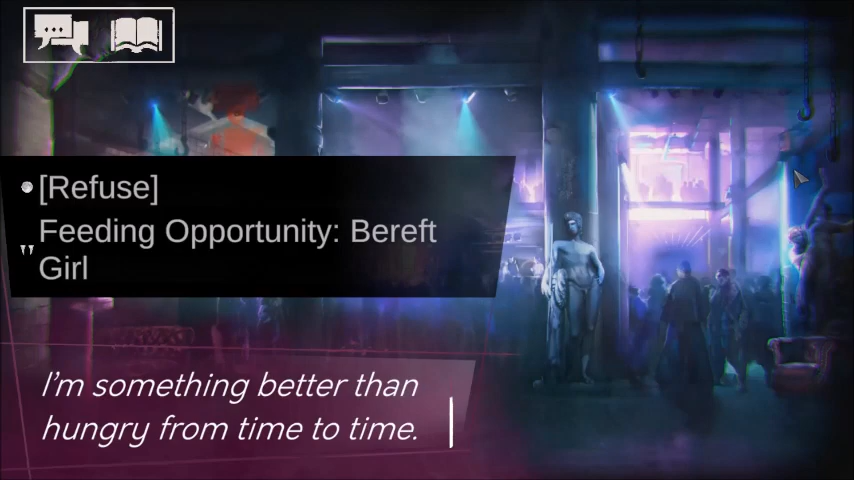 [Refuse]
Feeding Opportunity: Bereft
Girl
I'm something better than
hungry from time to time.